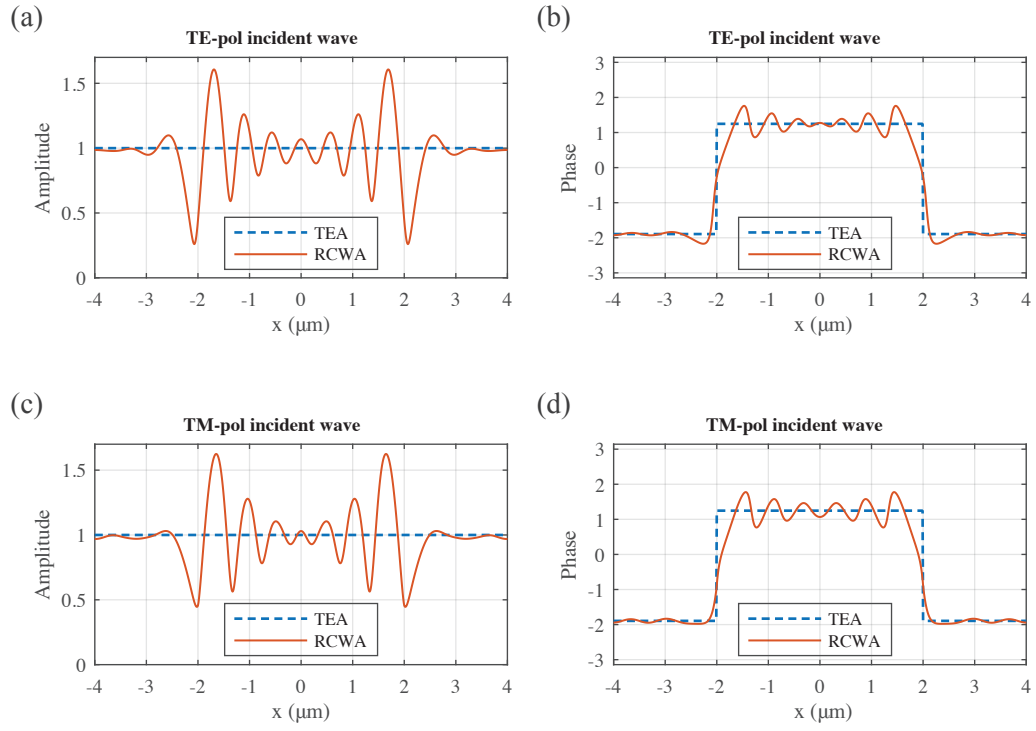 (a)
TE-pol incident wave
1.5
1
0.5
0
Amplitude
-4 -3 -2 -1 0 1 2 3 4
x (μm)
TEA
RCWA
(b)
TE-pol incident wave
3
2
1
0
-1
-2
-3
Phase
-4 -3 -2 -1 0 1 2 3 4
x (μm)
TEA
RCWA
(c)
TM-pol incident wave
1.5
1
0.5
0
Amplitude
-4 -3 -2 -1 0 1 2 3 4
x (μm)
TEA
RCWA
(d)
TM-pol incident wave
3
2
1
0
-1
-2
-3
Phase
-4 -3 -2 -1 0 1 2 3 4
x (μm)
TEA
RCWA